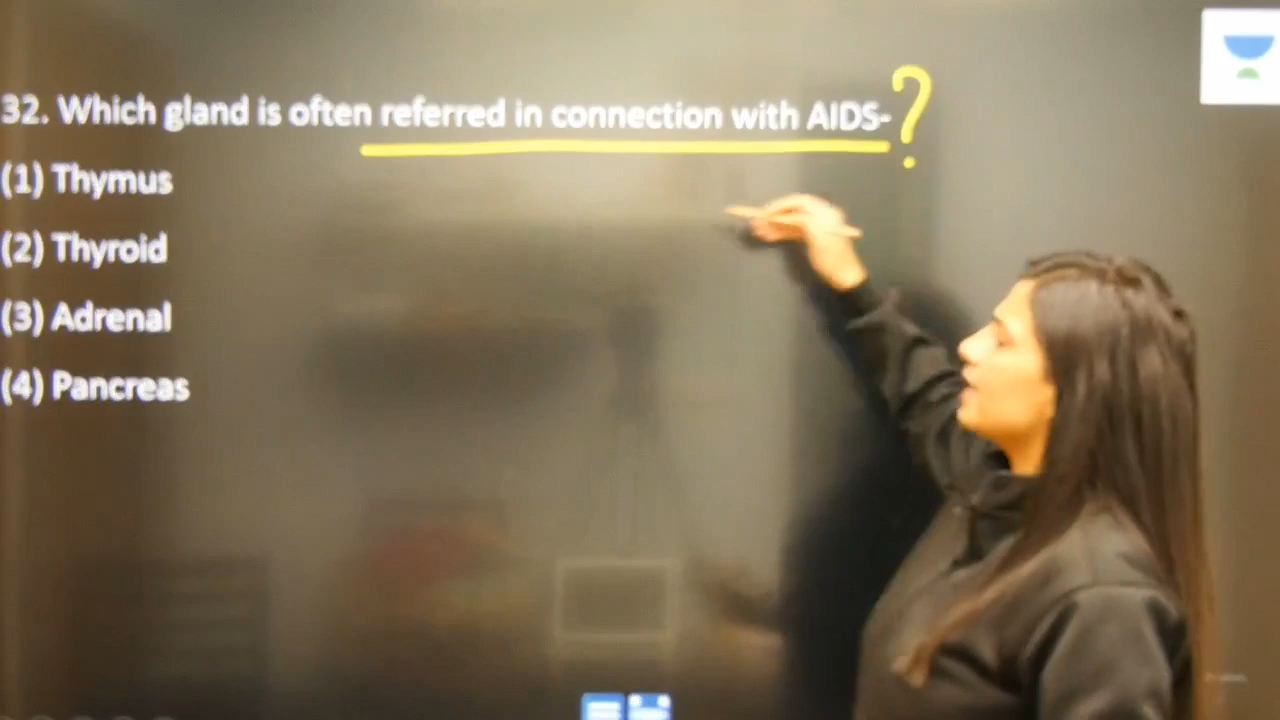 32. Which gland is often referred in connection with AIDS-?
(1) Thymus
(2) Thyroid
(3) Adrenal
(4) Pancreas